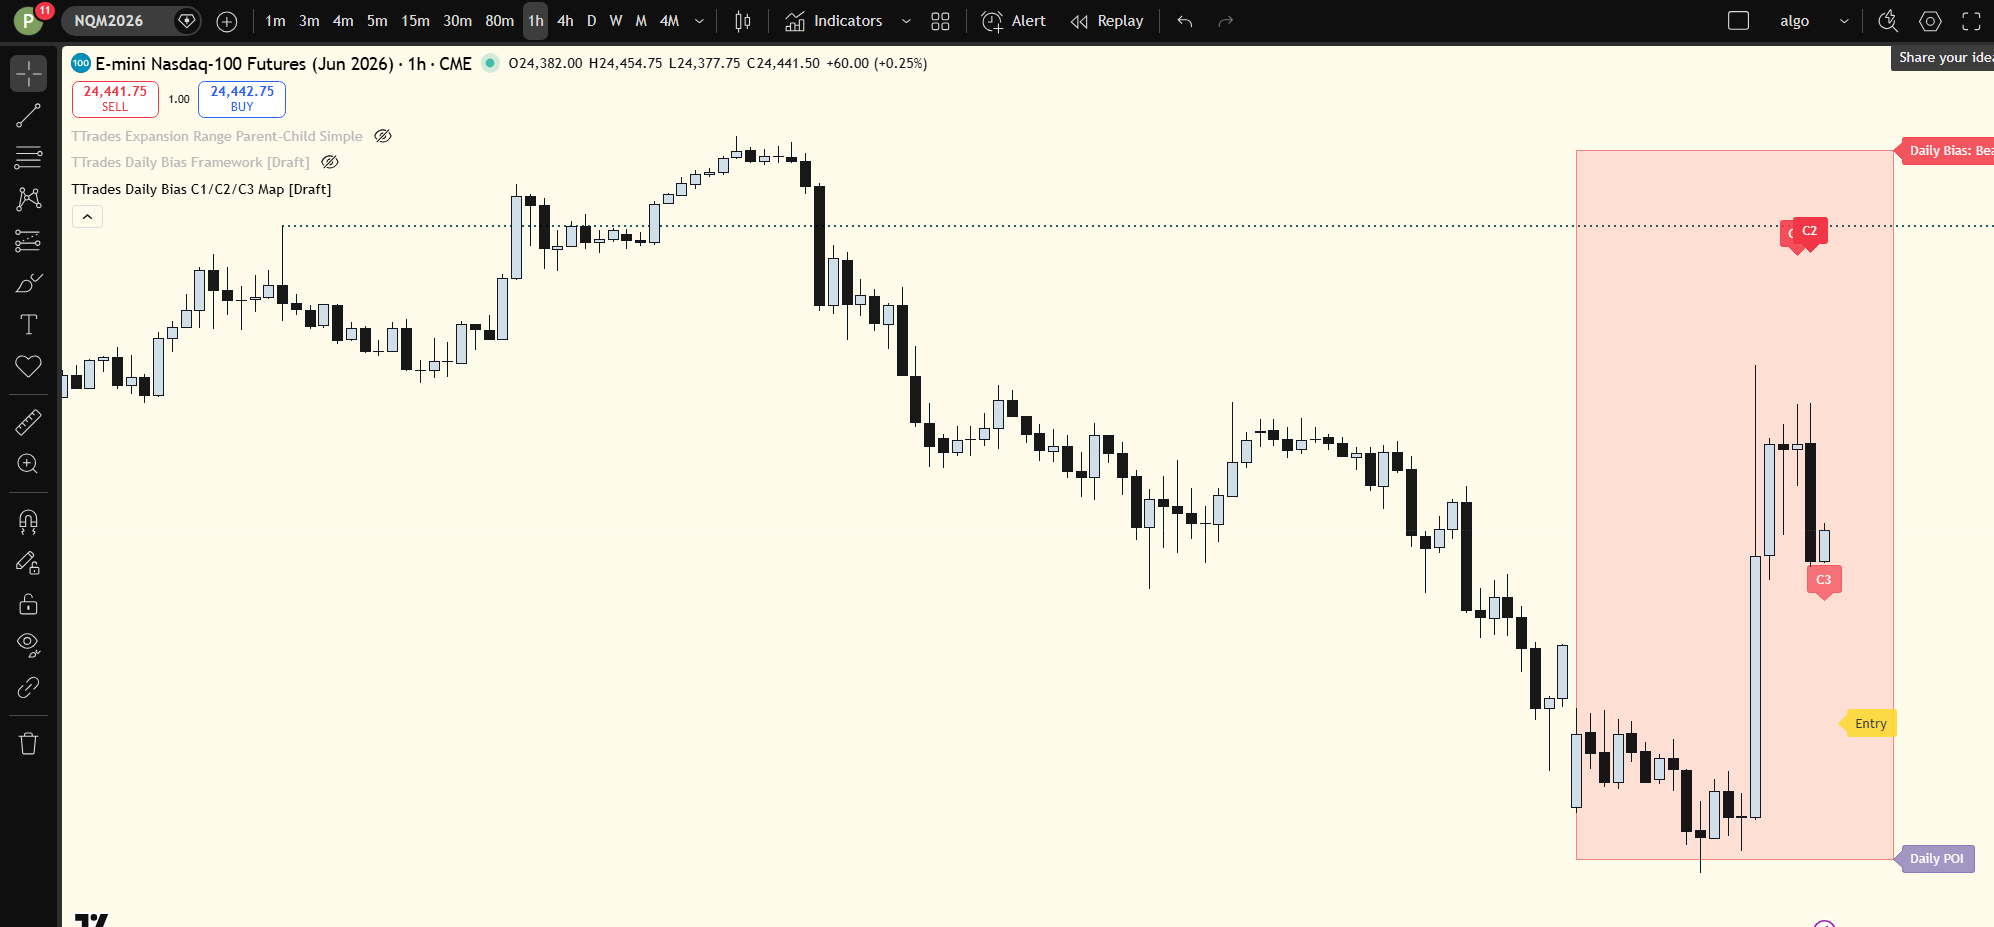 P 11 NQM2026 1m 3m 4m 5m 15m 30m 80m 1h 4h D W M 4M Indicators Alert Replay algo
Share your idea
100 E-mini Nasdaq-100 Futures (Jun 2026) · 1h · CME O24,382.00 H24,454.75 L24,377.75 C24,441.50 +60.00 (+0.25%)
24,441.75 SELL 1.00 24,442.75 BUY
TTrades Expansion Range Parent-Child Simple
TTrades Daily Bias Framework [Draft]
TTrades Daily Bias C1/C2/C3 Map [Draft]
Daily Bias: Bea
C2
C3
Entry
Daily POI